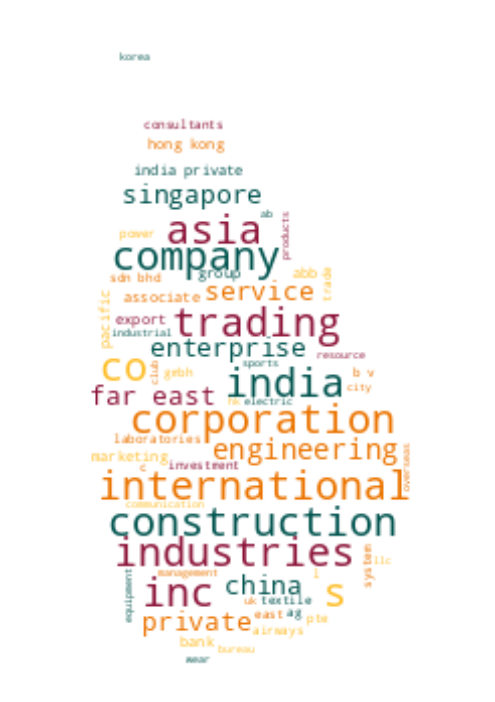 korea
consultants
hong kong
india private
singapore
ab
asia
products
power
company
group
abb
trade
sdn bhd
service
associate
pacific
export
trading
industrial
enterprise
resource
sports
co
club
gmbh
india
b v
city
far east
hk
electric
corporation
laboratories
engineering
marketing
overseas
c
investment
international
communication
construction
industries
system
llc
management
equipment
inc
china
l
s
uk
textile
private
east
ag
pte
airways
bank
bureau
wear